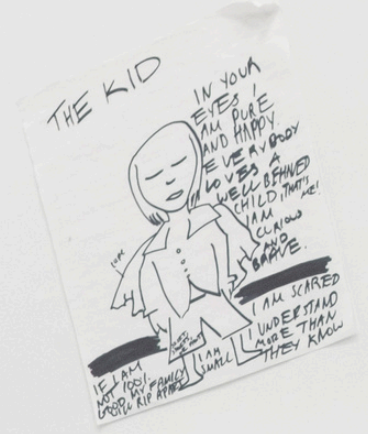 THE KID
IN YOUR
EYES I
AM PURE
AND HAPPY.
EVERYBODY
LOVES A
WELL BEHAVED
CHILD, THAT'S
ME!
I AM
CURIOUS
AND
BRAVE.
I AM SCARED
I UNDERSTAND
MORE THAN
THEY KNOW
I AM
SMALL
IF I AM
NOT 100%
GOOD MY FAMILY
WILL RIP APART